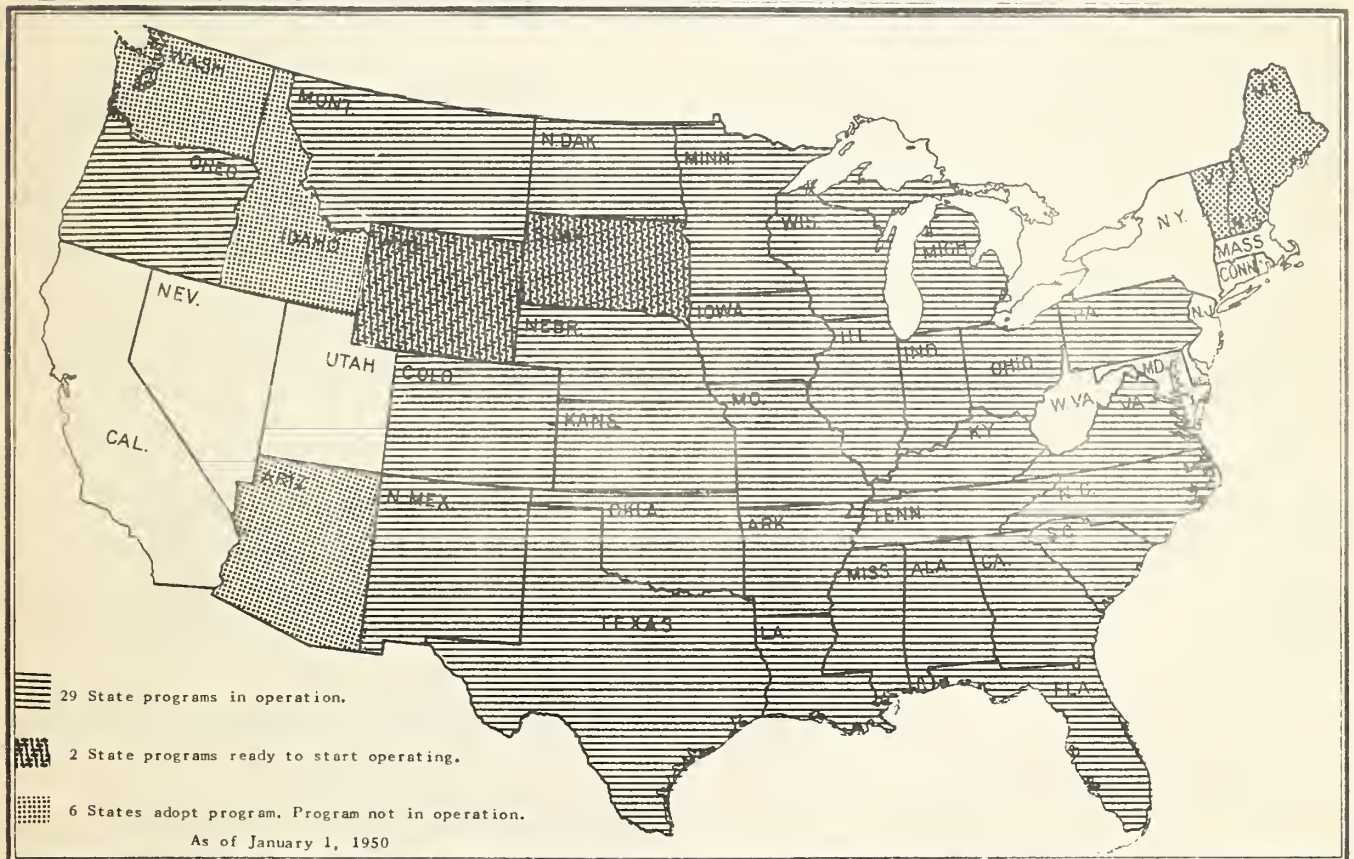 WASH
MONT.
N.DAK
MINN.
OREG
IDAHO
WIS.
MICH
N.Y.
MASS
CONN
NEV.
NEBR.
IOWA
ILL.
IND.
OHIO
PA.
N.J.
UTAH
COLO
KANS.
MO.
KY
W.VA.
VA
MD.
CAL.
ARIZ
N.MEX.
OKLA.
ARK
TENN.
N.C.
S.C.
MISS.
ALA
GA.
TEXAS
LA.
FLA.
29 State programs in operation.
2 State programs ready to start operating.
6 States adopt program. Program not in operation.
As of January 1, 1950